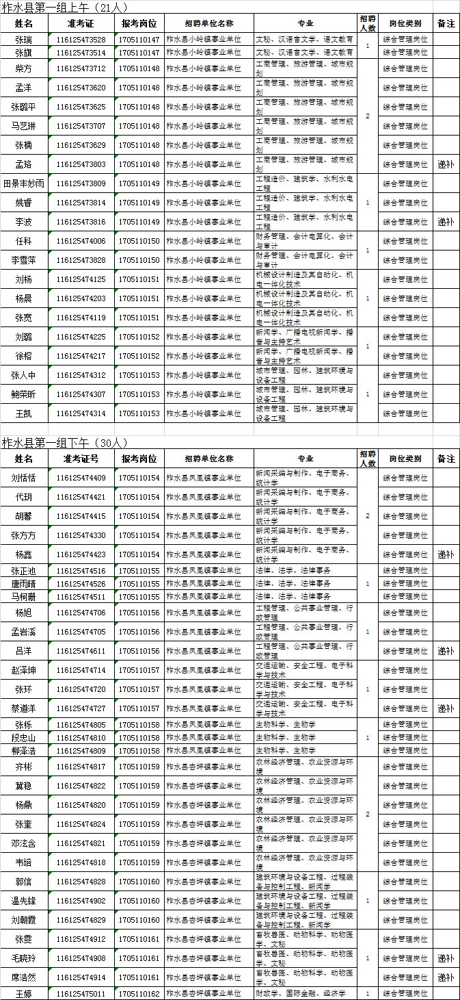 柞水县第一组上午（21人）
姓名 准考证 报考岗位 招聘单位名称 专业 招聘人数 岗位类别 备注
张瑞 116125473528 1705110147 柞水县小岭镇事业单位 文秘、汉语言文学、语文教育 1 综合管理岗位
张旗 116125473514 1705110147 柞水县小岭镇事业单位 文秘、汉语言文学、语文教育 综合管理岗位
柴方 116125473712 1705110148 柞水县小岭镇事业单位 工商管理、旅游管理、城市规划 2 综合管理岗位
孟洋 116125473620 1705110148 柞水县小岭镇事业单位 工商管理、旅游管理、城市规划 综合管理岗位
张璐平 116125473625 1705110148 柞水县小岭镇事业单位 工商管理、旅游管理、城市规划 综合管理岗位
马艺琳 116125473707 1705110148 柞水县小岭镇事业单位 工商管理、旅游管理、城市规划 综合管理岗位
张楠 116125473629 1705110148 柞水县小岭镇事业单位 工商管理、旅游管理、城市规划 综合管理岗位
孟珞 116125473803 1705110148 柞水县小岭镇事业单位 工商管理、旅游管理、城市规划 综合管理岗位 递补
田景丰妙雨 116125473809 1705110149 柞水县小岭镇事业单位 工程造价、建筑学、水利水电工程 1 综合管理岗位
姚睿 116125473814 1705110149 柞水县小岭镇事业单位 工程造价、建筑学、水利水电工程 综合管理岗位
李波 116125473816 1705110149 柞水县小岭镇事业单位 工程造价、建筑学、水利水电工程 综合管理岗位 递补
任科 116125474006 1705110150 柞水县小岭镇事业单位 财务管理、会计电算化、会计与审计 1 综合管理岗位
李雪萍 116125473828 1705110150 柞水县小岭镇事业单位 财务管理、会计电算化、会计与审计 综合管理岗位
刘杨 116125474125 1705110151 柞水县小岭镇事业单位 机械设计制造及其自动化、机电一体化技术 1 综合管理岗位
杨晨 116125474203 1705110151 柞水县小岭镇事业单位 机械设计制造及其自动化、机电一体化技术 综合管理岗位
张宽 116125474119 1705110151 柞水县小岭镇事业单位 机械设计制造及其自动化、机电一体化技术 综合管理岗位
刘璐 116125474225 1705110152 柞水县小岭镇事业单位 新闻学、广播电视新闻学、播音与主持艺术 1 综合管理岗位
徐榕 116125474217 1705110152 柞水县小岭镇事业单位 新闻学、广播电视新闻学、播音与主持艺术 综合管理岗位
张人中 116125474312 1705110153 柞水县小岭镇事业单位 城市管理、园林、建筑环境与设备工程 1 综合管理岗位
鲍荣昕 116125474307 1705110153 柞水县小岭镇事业单位 城市管理、园林、建筑环境与设备工程 综合管理岗位
王凯 116125474314 1705110153 柞水县小岭镇事业单位 城市管理、园林、建筑环境与设备工程 综合管理岗位
柞水县第一组下午（30人）
姓名 准考证号 报考岗位 招聘单位名称 专业 招聘人数 岗位类别 备注
刘恬恬 116125474409 1705110154 柞水县凤凰镇事业单位 新闻采编与制作、电子商务、统计学 2 综合管理岗位
代玥 116125474421 1705110154 柞水县凤凰镇事业单位 新闻采编与制作、电子商务、统计学 综合管理岗位
胡馨 116125474415 1705110154 柞水县凤凰镇事业单位 新闻采编与制作、电子商务、统计学 综合管理岗位
张方方 116125474330 1705110154 柞水县凤凰镇事业单位 新闻采编与制作、电子商务、统计学 综合管理岗位
杨鑫 116125474423 1705110154 柞水县凤凰镇事业单位 新闻采编与制作、电子商务、统计学 综合管理岗位 递补
张正池 116125474516 1705110155 柞水县凤凰镇事业单位 法律、法学、法律事务 1 综合管理岗位
唐雨晴 116125474526 1705110155 柞水县凤凰镇事业单位 法律、法学、法律事务 综合管理岗位
马柯珊 116125474511 1705110155 柞水县凤凰镇事业单位 法律、法学、法律事务 综合管理岗位
杨旭 116125474706 1705110156 柞水县凤凰镇事业单位 工程管理、公共事业管理、行政管理 1 综合管理岗位
孟岩溪 116125474705 1705110156 柞水县凤凰镇事业单位 工程管理、公共事业管理、行政管理 综合管理岗位
吕洋 116125474611 1705110156 柞水县凤凰镇事业单位 工程管理、公共事业管理、行政管理 综合管理岗位 递补
赵泽坤 116125474714 1705110157 柞水县凤凰镇事业单位 交通运输、安全工程、电子科学与技术 1 综合管理岗位
张环 116125474720 1705110157 柞水县凤凰镇事业单位 交通运输、安全工程、电子科学与技术 综合管理岗位
蔡道洋 116125474727 1705110157 柞水县凤凰镇事业单位 交通运输、安全工程、电子科学与技术 综合管理岗位 递补
张栎 116125474805 1705110158 柞水县凤凰镇事业单位 生物科学、生物学 1 综合管理岗位
段忠山 116125474810 1705110158 柞水县凤凰镇事业单位 生物科学、生物学 综合管理岗位
柳泽浩 116125474809 1705110158 柞水县凤凰镇事业单位 生物科学、生物学 综合管理岗位
齐彬 116125474817 1705110159 柞水县杏坪镇事业单位 农林经济管理、农业资源与环境 2 综合管理岗位
冀稳 116125474822 1705110159 柞水县杏坪镇事业单位 农林经济管理、农业资源与环境 综合管理岗位
杨鼎 116125474820 1705110159 柞水县杏坪镇事业单位 农林经济管理、农业资源与环境 综合管理岗位
张奎 116125474824 1705110159 柞水县杏坪镇事业单位 农林经济管理、农业资源与环境 综合管理岗位
邓泫含 116125474821 1705110159 柞水县杏坪镇事业单位 农林经济管理、农业资源与环境 综合管理岗位
韦培 116125474818 1705110159 柞水县杏坪镇事业单位 农林经济管理、农业资源与环境 综合管理岗位
郭信 116125474828 1705110160 柞水县杏坪镇事业单位 建筑环境与设备工程、过程装备与控制工程、新闻学 1 综合管理岗位
温先锋 116125474902 1705110160 柞水县杏坪镇事业单位 建筑环境与设备工程、过程装备与控制工程、新闻学 综合管理岗位
刘朝霞 116125474829 1705110160 柞水县杏坪镇事业单位 建筑环境与设备工程、过程装备与控制工程、新闻学 综合管理岗位
张雯 116125474912 1705110161 柞水县杏坪镇事业单位 畜牧兽医、动物科学、动物医学、文秘 1 综合管理岗位
毛晓玲 116125474908 1705110161 柞水县杏坪镇事业单位 畜牧兽医、动物科学、动物医学、文秘 综合管理岗位 递补
席浩然 116125474914 1705110161 柞水县杏坪镇事业单位 畜牧兽医、动物科学、动物医学、文秘 综合管理岗位 递补
王婷 116125475011 1705110162 柞水县杏坪镇事业单位 财政学、国际金融、经济学 1 综合管理岗位